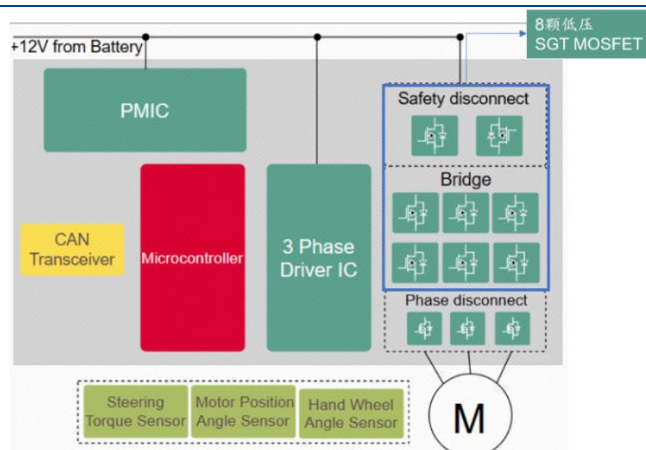 8颗低压
SGT MOSFET
+12V from Battery
PMIC
Safety disconnect
Bridge
CAN
Transceiver
Microcontroller
3 Phase
Driver IC
Phase disconnect
Steering
Torque Sensor
Motor Position
Angle Sensor
Hand Wheel
Angle Sensor
M